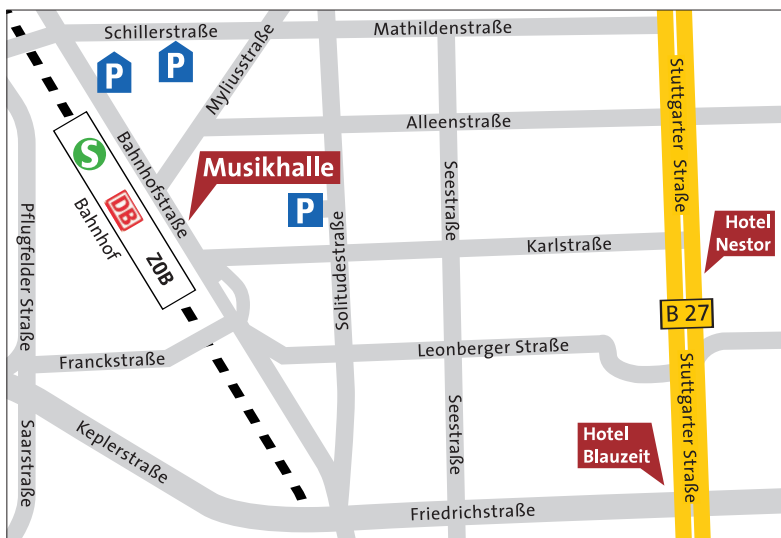 Schillerstraße
Mathildenstraße
P
P
Myliusstraße
Stuttgarter Straße
Alleenstraße
S
Bahnhofstraße
Musikhalle
DB
Bahnhof
ZOB
P
Seestraße
Hotel
Nestor
Pflugfelder Straße
Solitudestraße
Karlstraße
B 27
Franckstraße
Leonberger Straße
Stuttgarter Straße
Saarstraße
Keplerstraße
Seestraße
Hotel
Blauzeit
Friedrichstraße